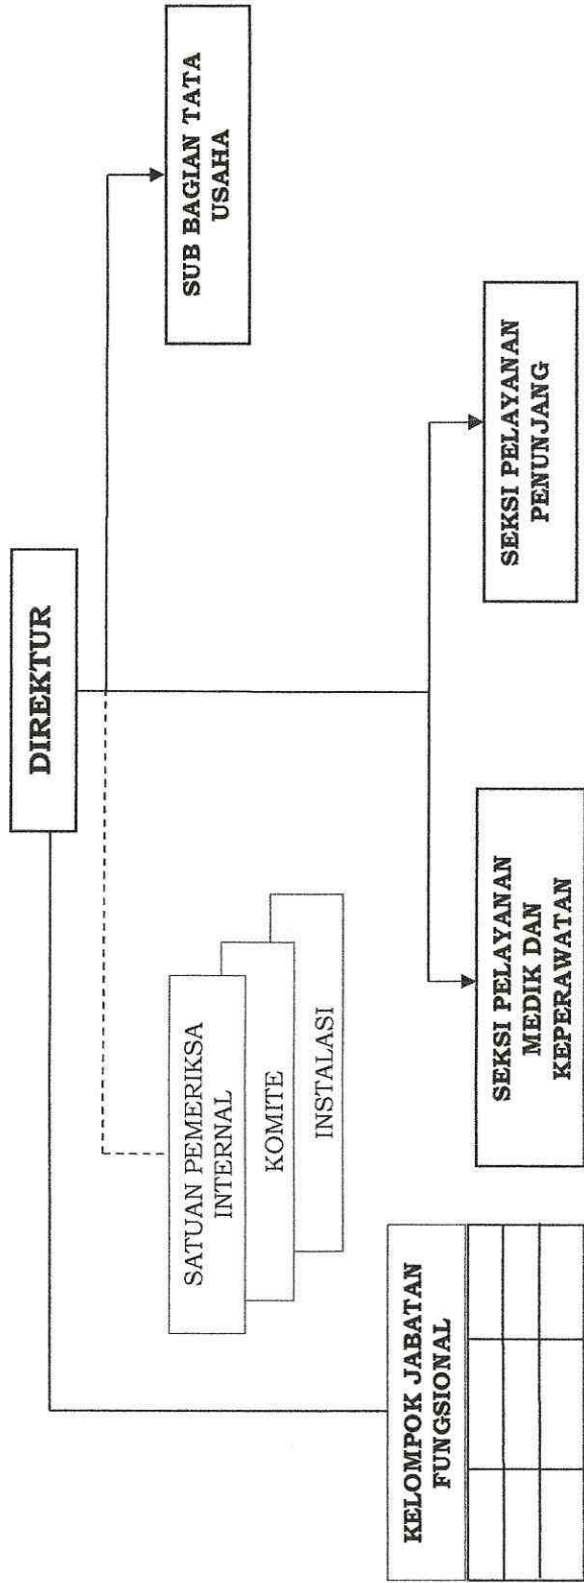 DIREKTUR
SUB BAGIAN TATA
USAHA
SATUAN PEMERIKSA
INTERNAL
KOMITE
INSTALASI
KELOMPOK JABATAN
FUNGSIONAL
SEKSI PELAYANAN
MEDIK DAN
KEPERAWATAN
SEKSI PELAYANAN
PENUNJANG